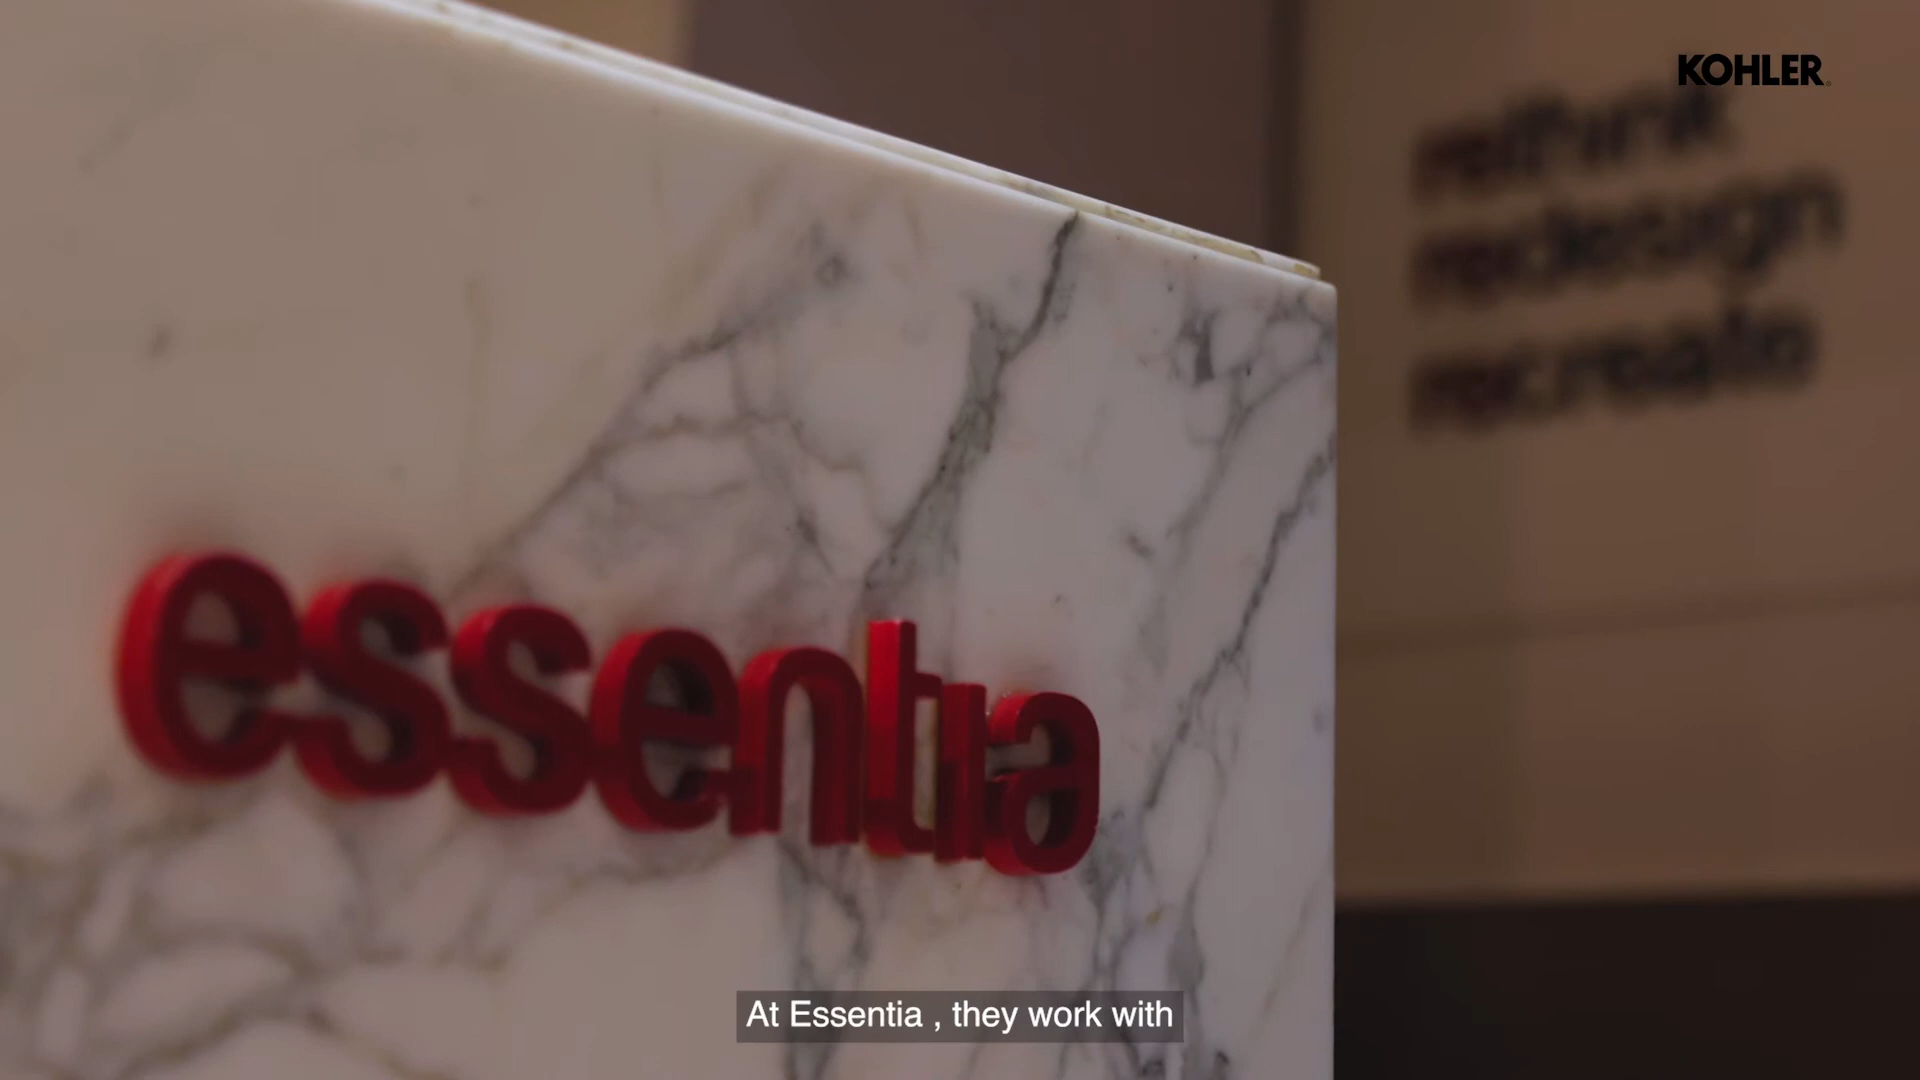 KOHLER
rethink
redesign
recreate
essentia
At Essentia , they work with